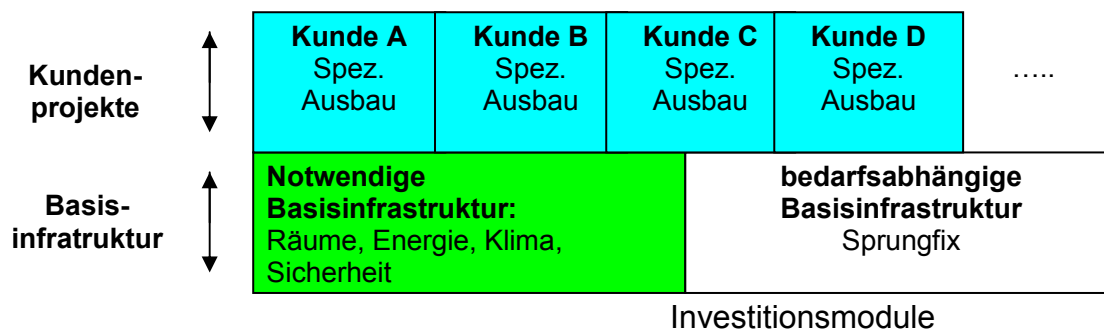 Kunden-
projekte
Kunde A
Spez.
Ausbau
Kunde B
Spez.
Ausbau
Kunde C
Spez.
Ausbau
Kunde D
Spez.
Ausbau
…..
Basis-
infratruktur
Notwendige
Basisinfrastruktur:
Räume, Energie, Klima,
Sicherheit
bedarfsabhängige
Basisinfrastruktur
Sprungfix
Investitionsmodule